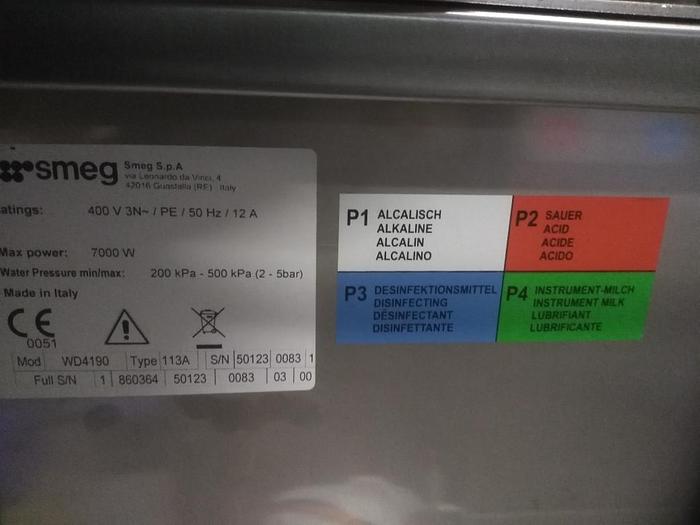 smeg
Smeg S.p.A
via Leonardo da Vinci, 4
42016 Guastalla (RE) Italy
atings: 400 V 3N~ / PE / 50 Hz / 12 A
Max power: 7000 W
Water Pressure min/max: 200 kPa - 500 kPa (2 - 5bar)
Made in Italy
CE
0051
Mod WD4190 Type 113A S/N 50123 0083 1
Full S/N 1 860364 50123 0083 03 00
P1 ALCALISCH
ALKALINE
ALCALIN
ALCALINO
P2 SAUER
ACID
ACIDE
ACIDO
P3 DESINFEKTIONSMITTEL
DISINFECTING
DÉSINFECTANT
DISINFETTANTE
P4 INSTRUMENT-MILCH
INSTRUMENT MILK
LUBRIFIANT
LUBRIFICANTE